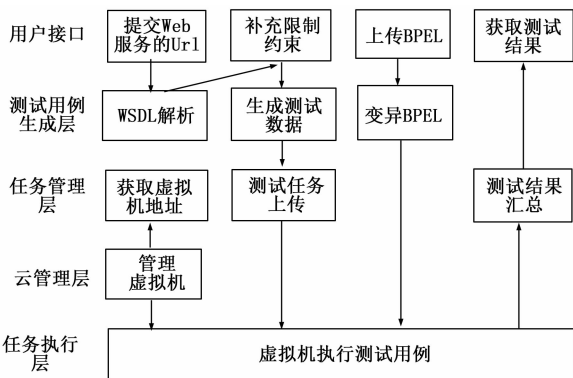 用户接口
提交Web
服务的Url
补充限制
约束
上传BPEL
获取测试
结果
测试用例
生成层
WSDL解析
生成测试
数据
变异BPEL
任务管理
层
获取虚拟
机地址
测试任务
上传
测试结果
汇总
云管理层
管理
虚拟机
任务执行
层
虚拟机执行测试用例